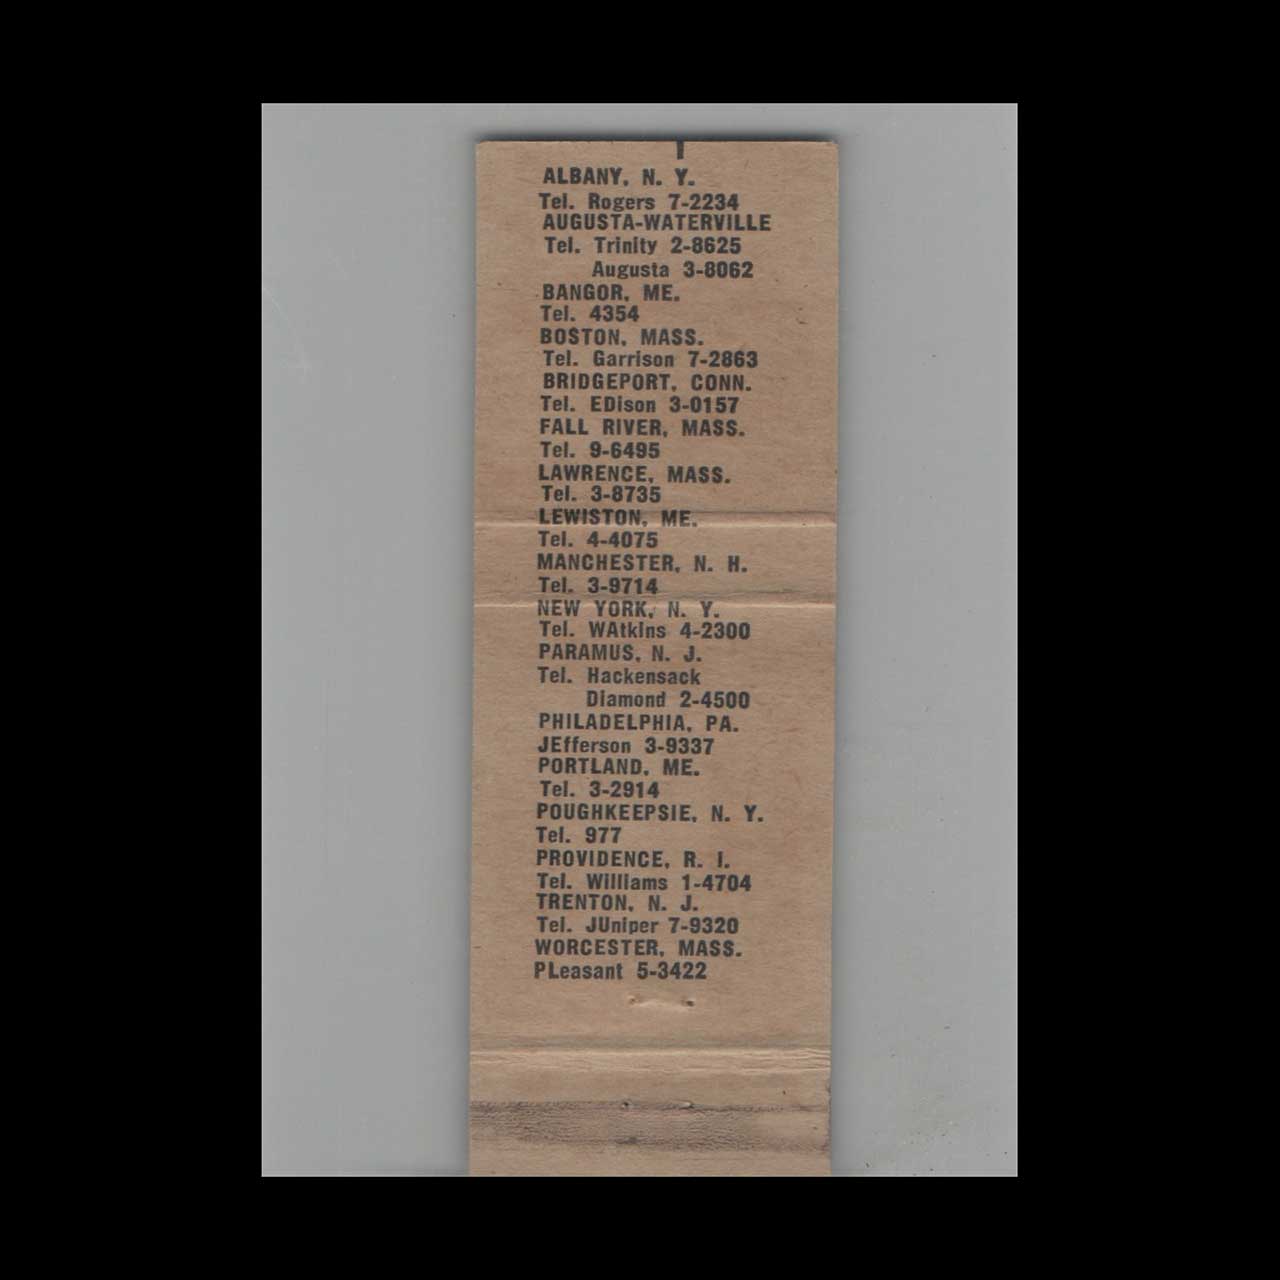 ALBANY, N. Y.
Tel. Rogers 7-2234
AUGUSTA-WATERVILLE
Tel. Trinity 2-8625
Augusta 3-8062
BANGOR, ME.
Tel. 4354
BOSTON, MASS.
Tel. Garrison 7-2863
BRIDGEPORT, CONN.
Tel. EDison 3-0157
FALL RIVER, MASS.
Tel. 9-6495
LAWRENCE, MASS.
Tel. 3-8735
LEWISTON, ME.
Tel. 4-4075
MANCHESTER, N. H.
Tel. 3-9714
NEW YORK, N. Y.
Tel. WAtkins 4-2300
PARAMUS, N. J.
Tel. Hackensack
Diamond 2-4500
PHILADELPHIA, PA.
JEfferson 3-9337
PORTLAND, ME.
Tel. 3-2914
POUGHKEEPSIE, N. Y.
Tel. 977
PROVIDENCE, R. I.
Tel. Williams 1-4704
TRENTON, N. J.
Tel. JUniper 7-9320
WORCESTER, MASS.
PLeasant 5-3422